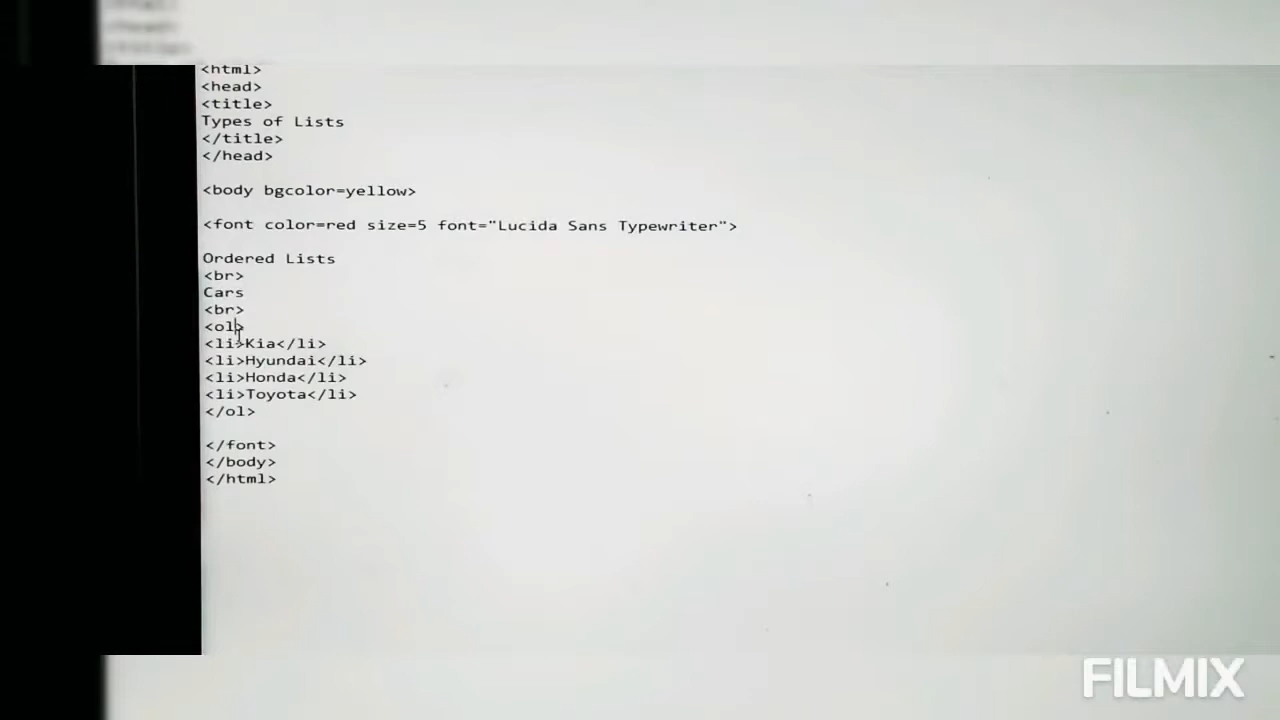 <html>
<head>
<title>
Types of Lists
</title>
</head>
<body bgcolor=yellow>
<font color=red size=5 font="Lucida Sans Typewriter">
Ordered Lists
<br>
Cars
<br>
<ol>
<li>Kia</li>
<li>Hyundai</li>
<li>Honda</li>
<li>Toyota</li>
</ol>
</font>
</body>
</html>
FILMIX